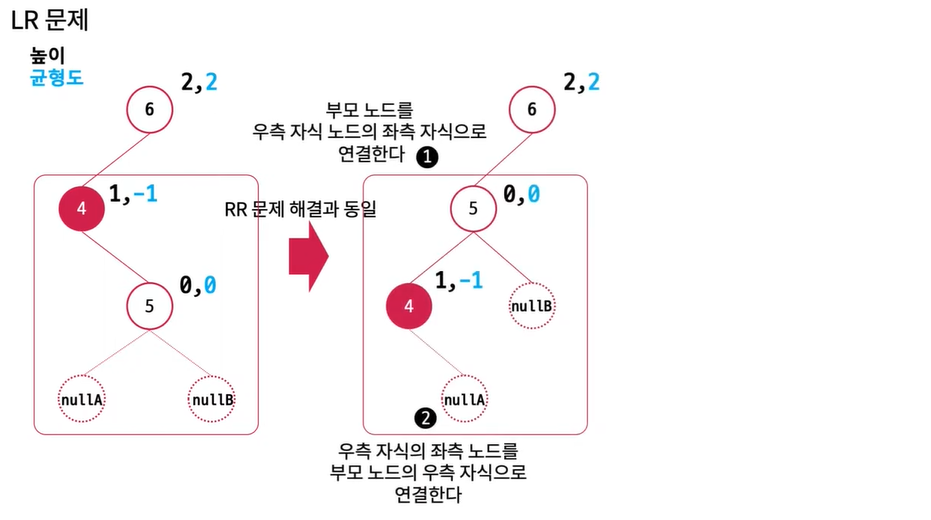 LR 문제
높이
균형도
2,2
6
1,-1
4
0,0
5
nullA
nullB
부모 노드를
우측 자식 노드의 좌측 자식으로
연결한다 ❶
RR 문제 해결과 동일
2,2
6
0,0
5
1,-1
4
nullB
nullA
❷
우측 자식의 좌측 노드를
부모 노드의 우측 자식으로
연결한다